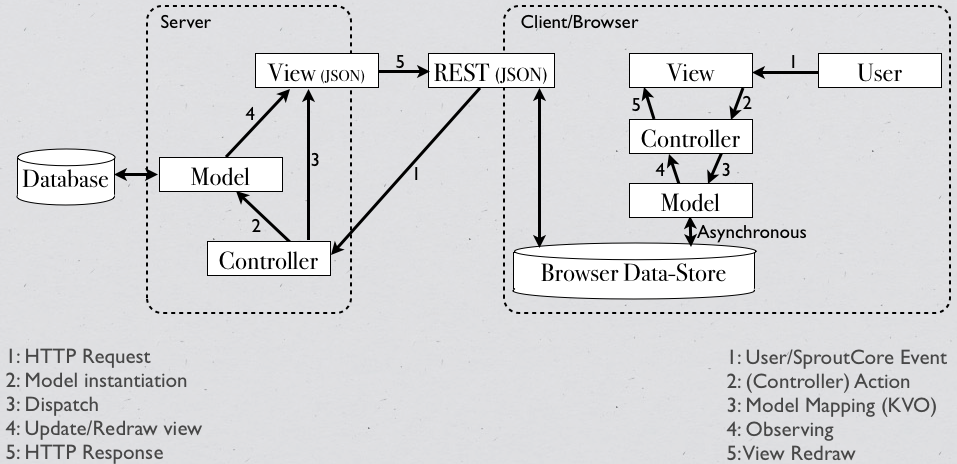 Server
Client/Browser
View (JSON)
5
REST (JSON)
View
1
User
4
3
1
5
2
Controller
4
3
Database
Model
Model
2
Asynchronous
Controller
Browser Data-Store
1: HTTP Request
2: Model instantiation
3: Dispatch
4: Update/Redraw view
5: HTTP Response
1: User/SproutCore Event
2: (Controller) Action
3: Model Mapping (KVO)
4: Observing
5: View Redraw